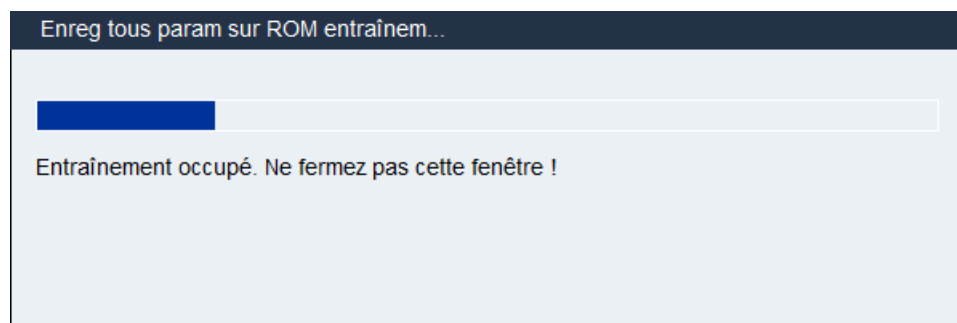 Enreg tous param sur ROM entraînem...
Entraînement occupé. Ne fermez pas cette fenêtre !